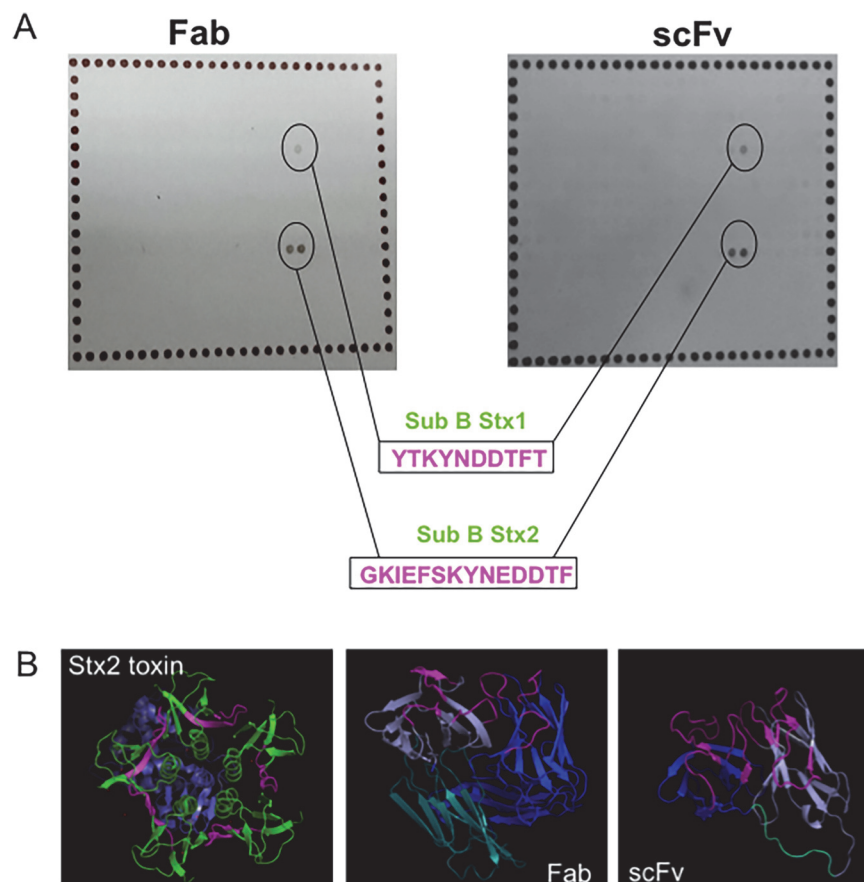 A
Fab
scFv
Sub B Stx1
YTKYNDDTFT
Sub B Stx2
GKIEFSKYNEDDTF
B
Stx2 toxin
Fab
scFv